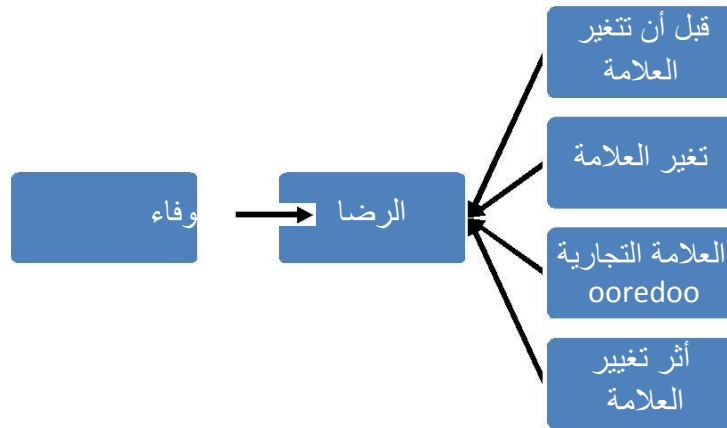 قبل أن تتغير
العلامة
تغير العلامة
العلامة التجارية
ooredoo
أثر تغيير
العلامة
الرضا
وفاء